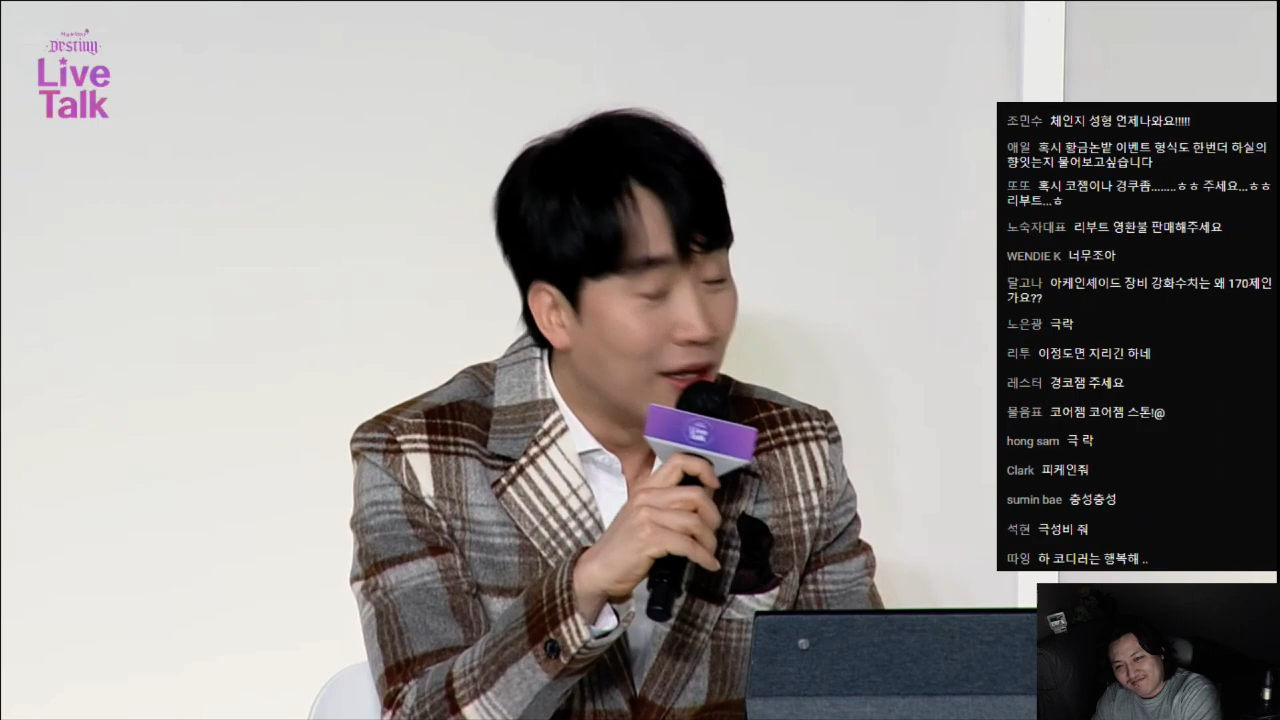 MapleStory
DESTINY
Live
Talk
조민수 체인지 성형 언제나와요!!!!!
애일 혹시 황금논밭 이벤트 형식도 한번더 하실의
향잇는지 물어보고싶습니다
또또 혹시 코젬이나 경쿠좀........ㅎㅎ 주세요...ㅎㅎ
리부트...ㅎ
노숙자대표 리부트 영환불 판매해주세요
WENDIE K 너무조아
달고나 아케인셰이드 장비 강화수치는 왜 170제인
가요??
노은광 극락
리투 이정도면 지리긴 하네
레스터 경코젬 주세요
물음표 코어젬 코어젬 스톤!@
hong sam 극 락
Clark 피케인줘
sumin bae 충성충성
석현 극성비 줘
따잉 하 코디러는 행복해 ..
Live
Talk